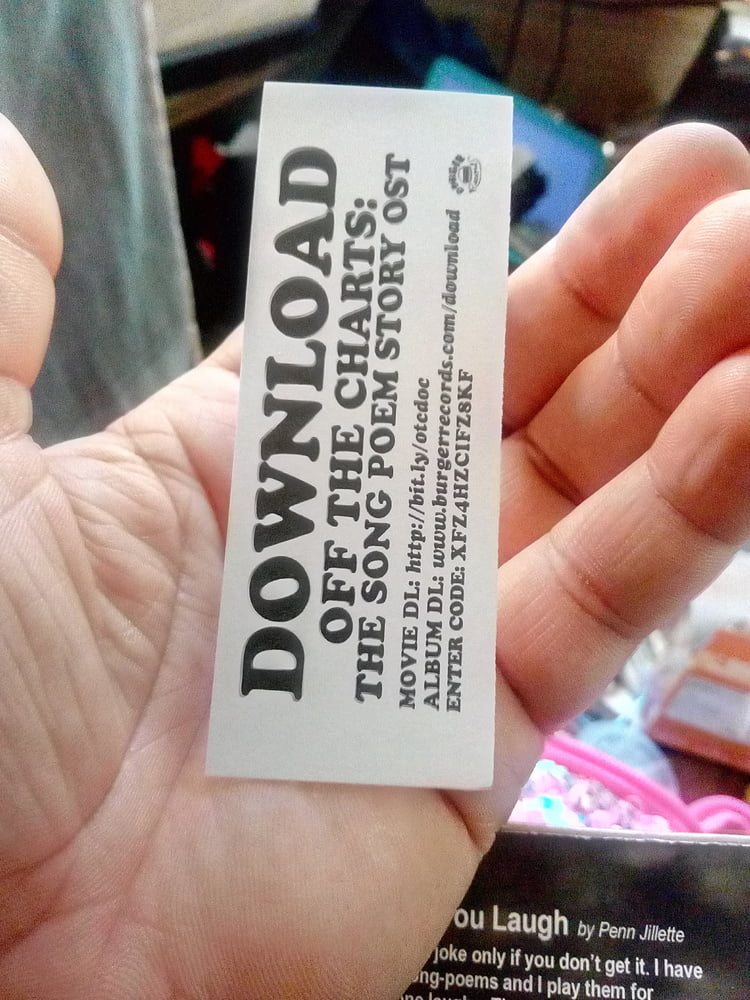 DOWNLOAD
OFF THE CHARTS:
THE SONG POEM STORY OST
MOVIE DL: http://bit.ly/otcdoc
ALBUM DL: www.burgerrecords.com/download
ENTER CODE: XFZ4HZCIFZ8KF
ou Laugh by Penn Jillette
joke only if you don't get it. I have
ng-poems and I play them for